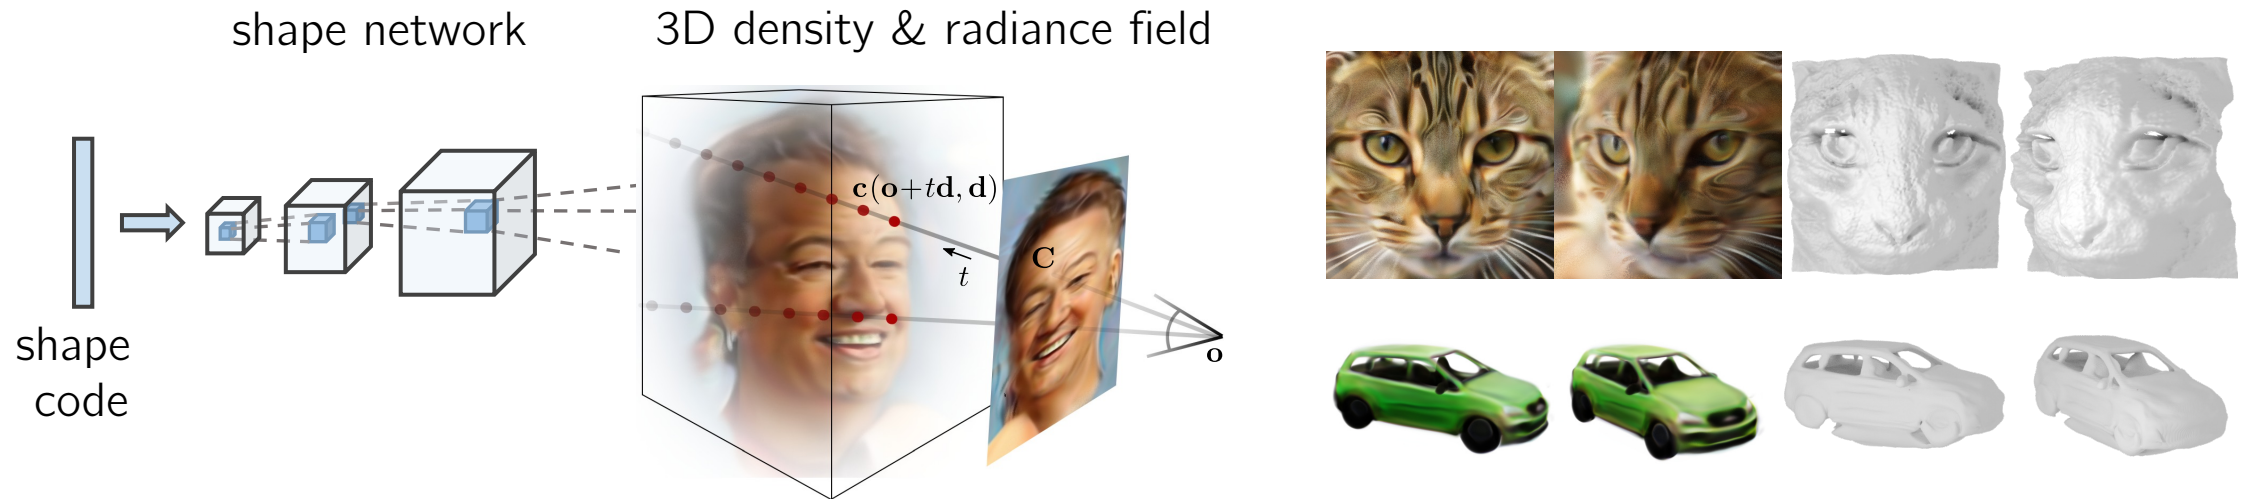 shape network
3D density & radiance field
c(o+td, d)
C
t
o
shape
code